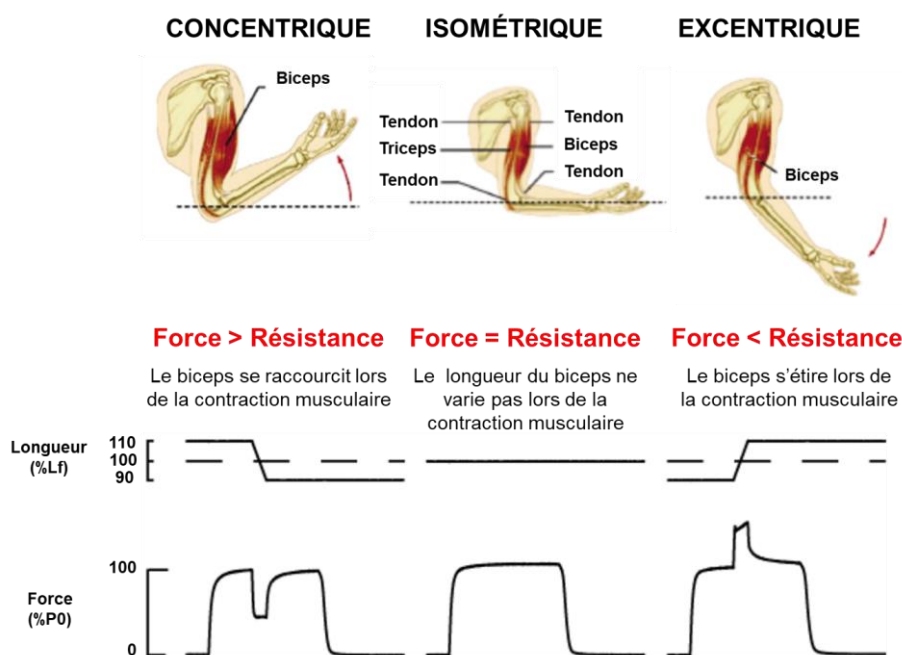 CONCENTRIQUE
ISOMÉTRIQUE
EXCENTRIQUE
Biceps
Tendon
Triceps
Tendon
Tendon
Biceps
Tendon
Biceps
Force > Résistance
Force = Résistance
Force < Résistance
Le biceps se raccourcit lors
de la contraction musculaire
Le longueur du biceps ne
varie pas lors de la
contraction musculaire
Le biceps s'étire lors de
la contraction musculaire
Longueur
(%Lf)
110
100
90
Force
(%P0)
100
0